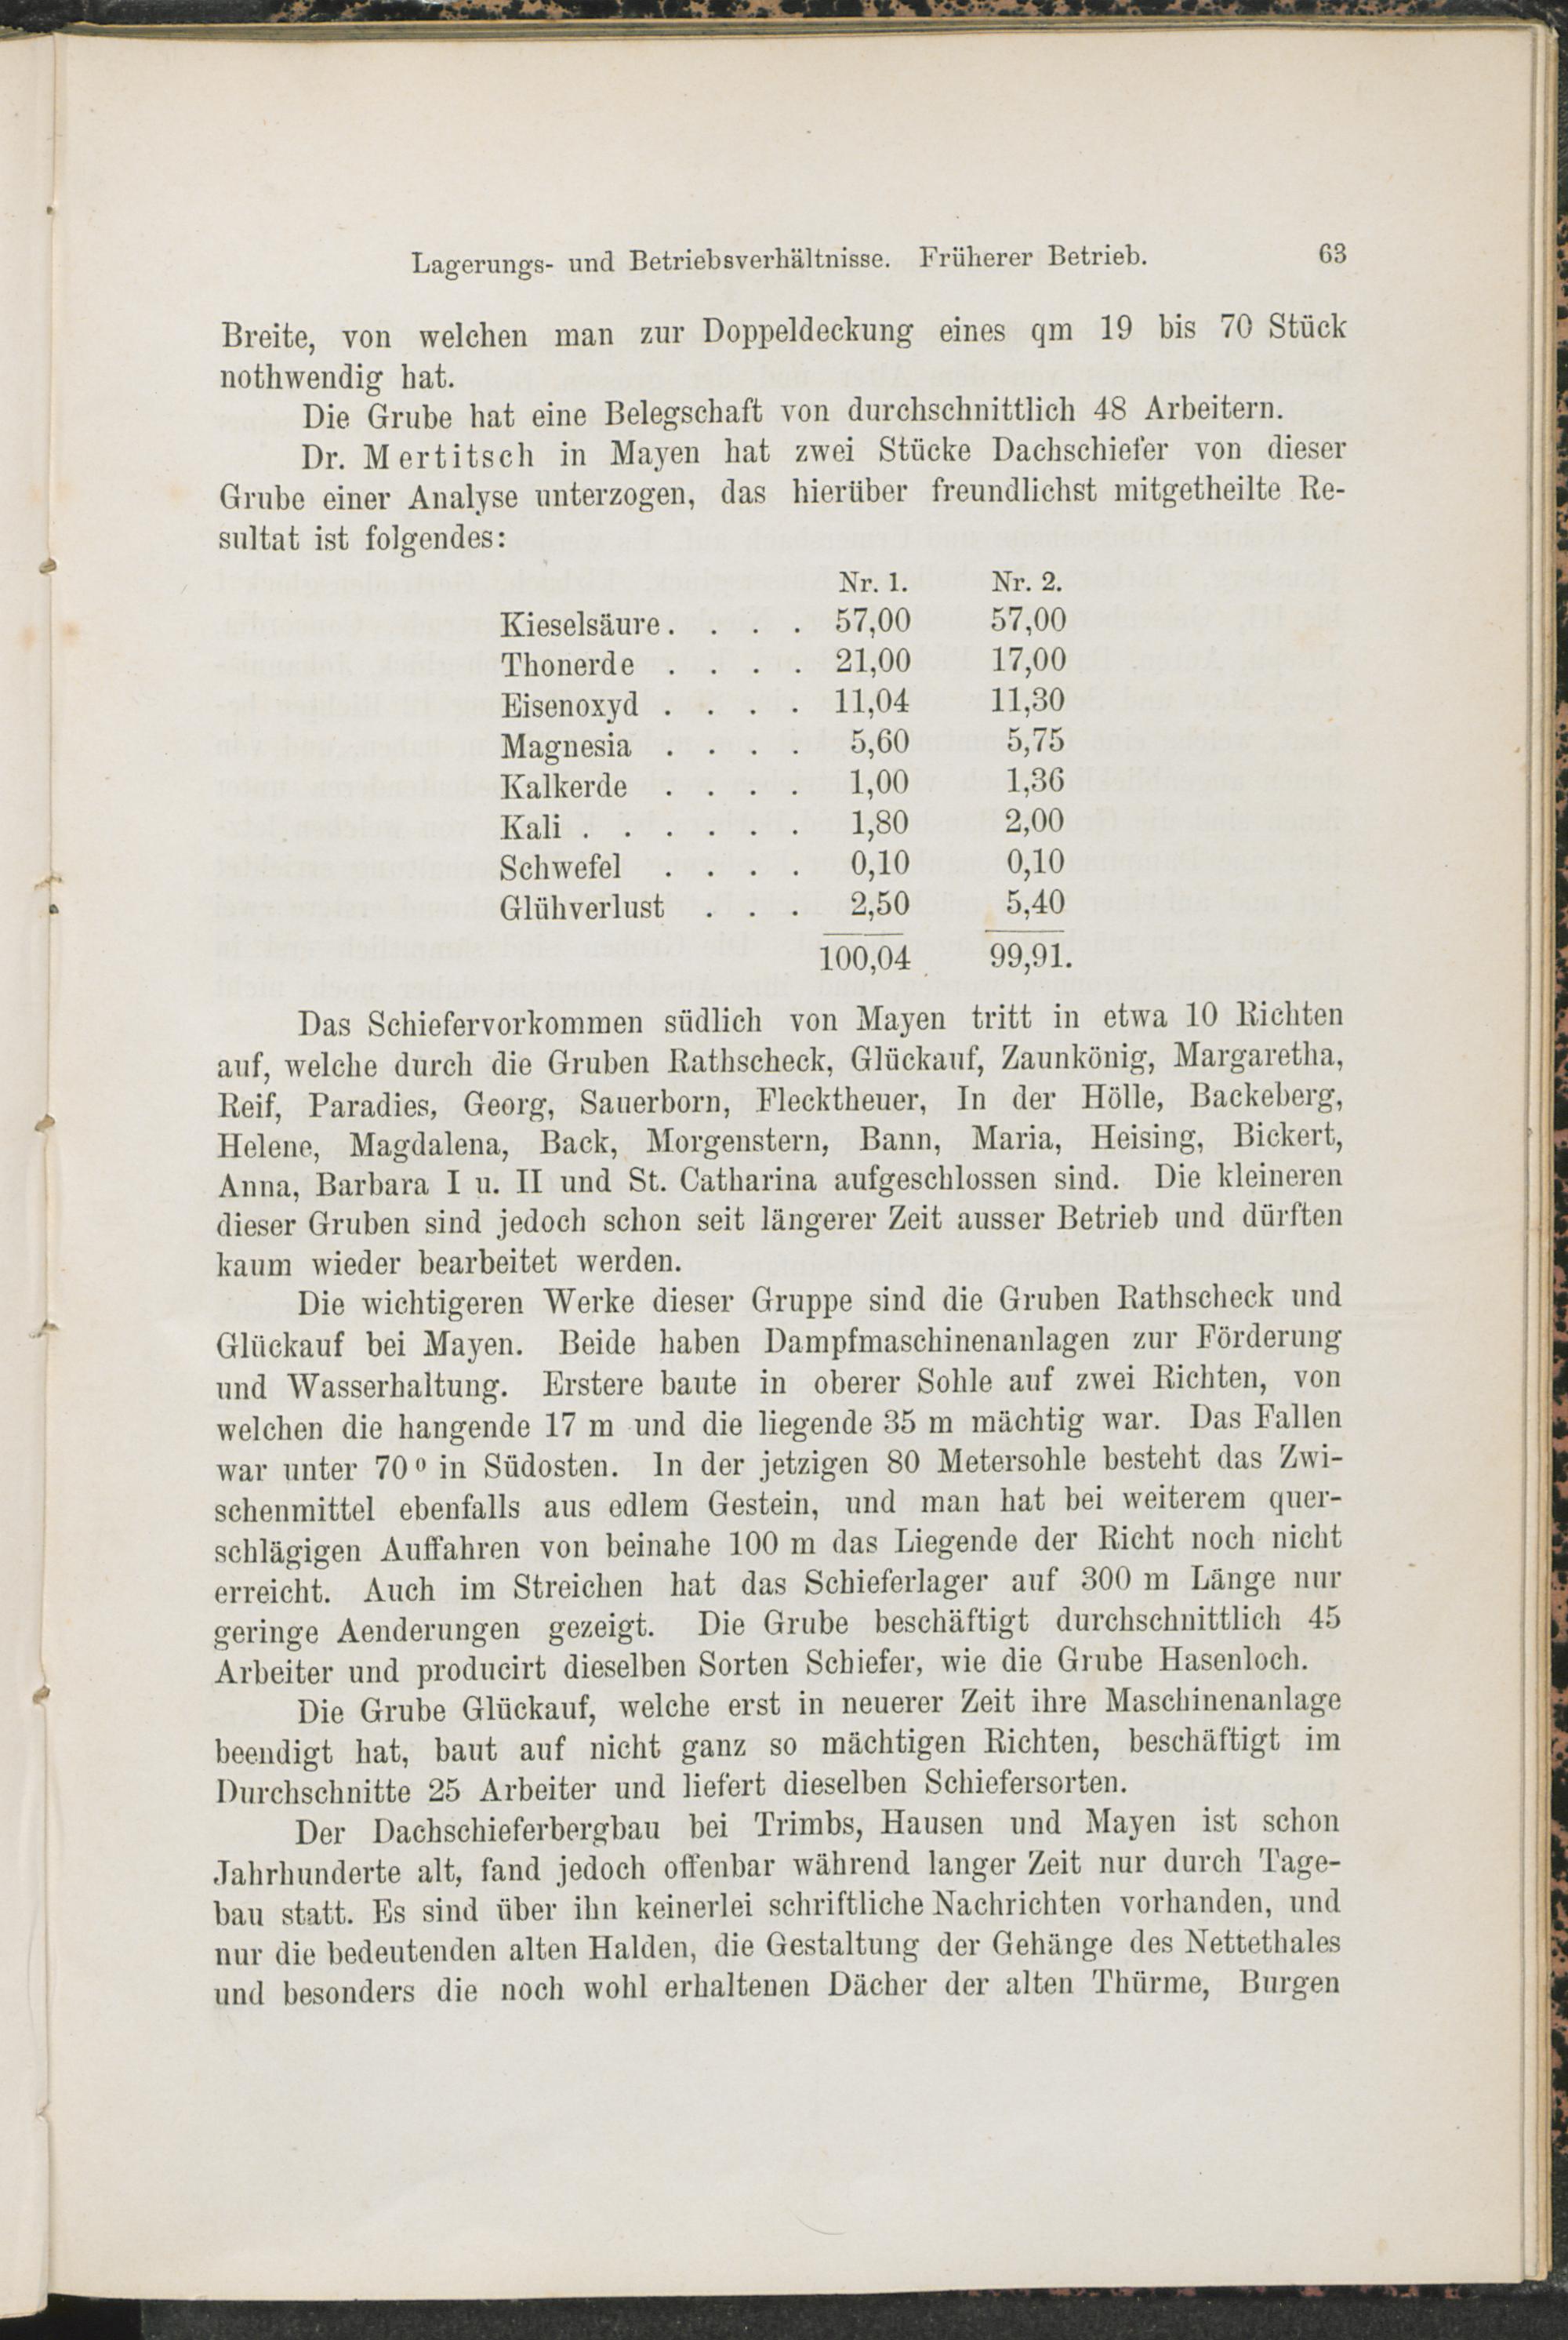 Lagerungs- und Betriebsverhältnisse. Früherer Betrieb. 63
Breite, von welchen man zur Doppeldeckung eines qm 19 bis 70 Stück
nothwendig hat.
Die Grube hat eine Belegschaft von durchschnittlich 48 Arbeitern.
Dr. Mertitsch in Mayen hat zwei Stücke Dachschiefer von dieser
Grube einer Analyse unterzogen, das hierüber freundlichst mitgetheilte Re-
sultat ist folgendes:
Nr. 1. Nr. 2.
Kieselsäure . . . . 57,00 57,00
Thonerde . . . . 21,00 17,00
Eisenoxyd . . . . 11,04 11,30
Magnesia . . . . 5,60 5,75
Kalkerde . . . . 1,00 1,36
Kali . . . . . . 1,80 2,00
Schwefel . . . . 0,10 0,10
Glühverlust . . . 2,50 5,40
100,04 99,91.
Das Schiefervorkommen südlich von Mayen tritt in etwa 10 Richten
auf, welche durch die Gruben Rathscheck, Glückauf, Zaunkönig, Margaretha,
Reif, Paradies, Georg, Sauerborn, Flecktheuer, In der Hölle, Backeberg,
Helene, Magdalena, Back, Morgenstern, Bann, Maria, Heising, Bickert,
Anna, Barbara I u. II und St. Catharina aufgeschlossen sind. Die kleineren
dieser Gruben sind jedoch schon seit längerer Zeit ausser Betrieb und dürften
kaum wieder bearbeitet werden.
Die wichtigeren Werke dieser Gruppe sind die Gruben Rathscheck und
Glückauf bei Mayen. Beide haben Dampfmaschinenanlagen zur Förderung
und Wasserhaltung. Erstere baute in oberer Sohle auf zwei Richten, von
welchen die hangende 17 m und die liegende 35 m mächtig war. Das Fallen
war unter 70° in Südosten. In der jetzigen 80 Metersohle besteht das Zwi-
schenmittel ebenfalls aus edlem Gestein, und man hat bei weiterem quer-
schlägigen Auffahren von beinahe 100 m das Liegende der Richt noch nicht
erreicht. Auch im Streichen hat das Schieferlager auf 300 m Länge nur
geringe Aenderungen gezeigt. Die Grube beschäftigt durchschnittlich 45
Arbeiter und producirt dieselben Sorten Schiefer, wie die Grube Hasenloch.
Die Grube Glückauf, welche erst in neuerer Zeit ihre Maschinenanlage
beendigt hat, baut auf nicht ganz so mächtigen Richten, beschäftigt im
Durchschnitte 25 Arbeiter und liefert dieselben Schiefersorten.
Der Dachschieferbergbau bei Trimbs, Hausen und Mayen ist schon
Jahrhunderte alt, fand jedoch offenbar während langer Zeit nur durch Tage-
bau statt. Es sind über ihn keinerlei schriftliche Nachrichten vorhanden, und
nur die bedeutenden alten Halden, die Gestaltung der Gehänge des Nettethales
und besonders die noch wohl erhaltenen Dächer der alten Thürme, Burgen